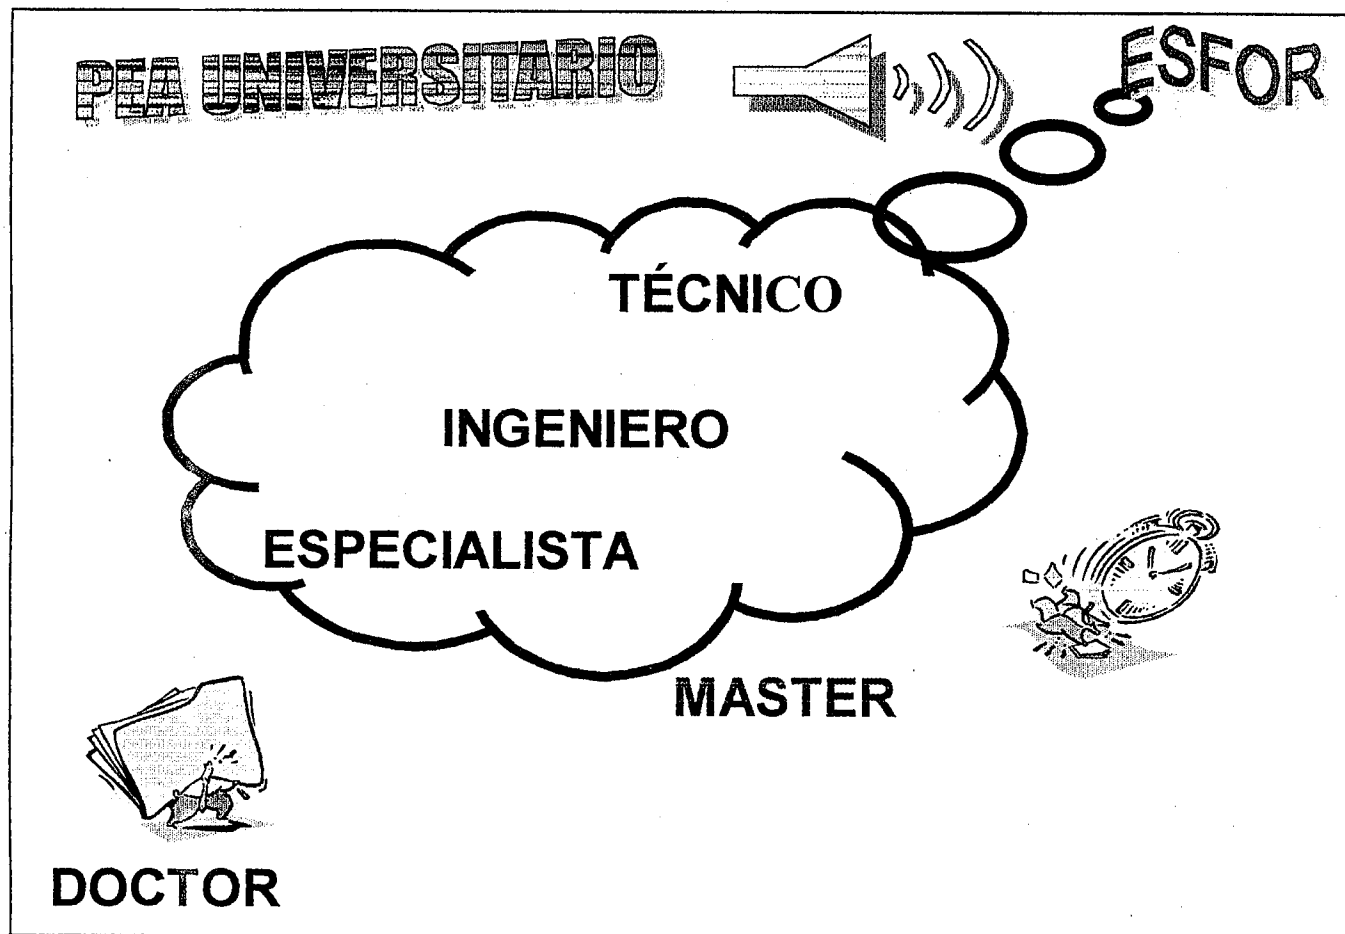 PEA UNIVERSITARIO
ESFOR
TÉCNICO
INGENIERO
ESPECIALISTA
MASTER
DOCTOR